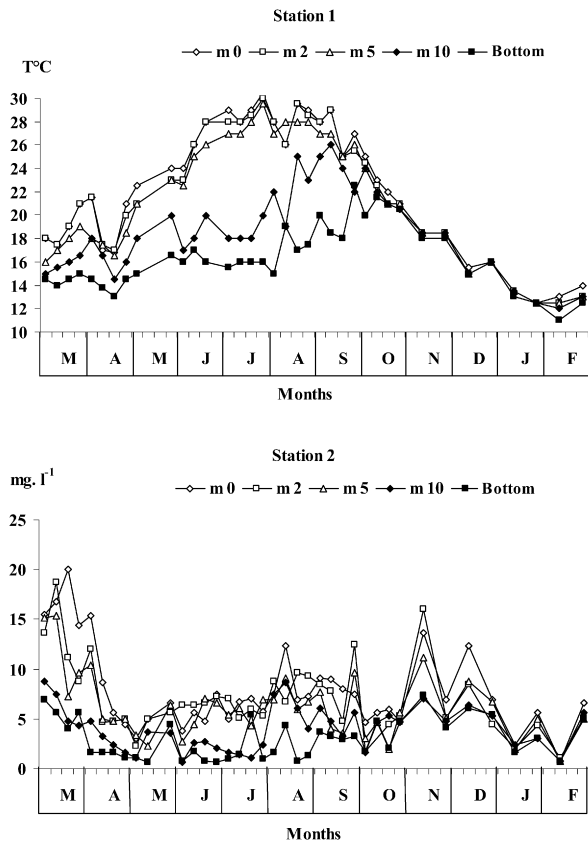 Station 1
m 0 m 2 m 5 m 10 Bottom
T°C
30
28
26
24
22
20
18
16
14
12
10
M A M J J A S O N D J F
Months
Station 2
mg. l-1
m 0 m 2 m 5 m 10 Bottom
25
20
15
10
5
0
M A M J J A S O N D J F
Months